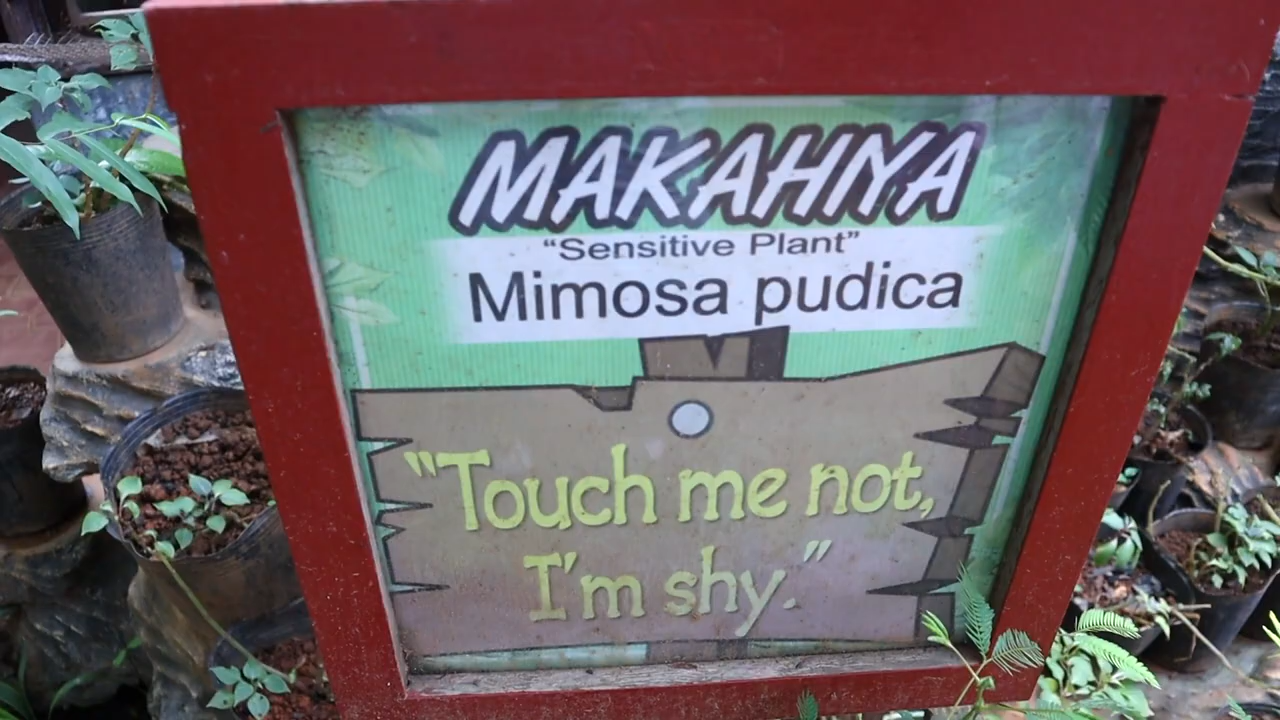 MAKAHIYA
“Sensitive Plant”
Mimosa pudica
“Touch me not,
I'm shy.”